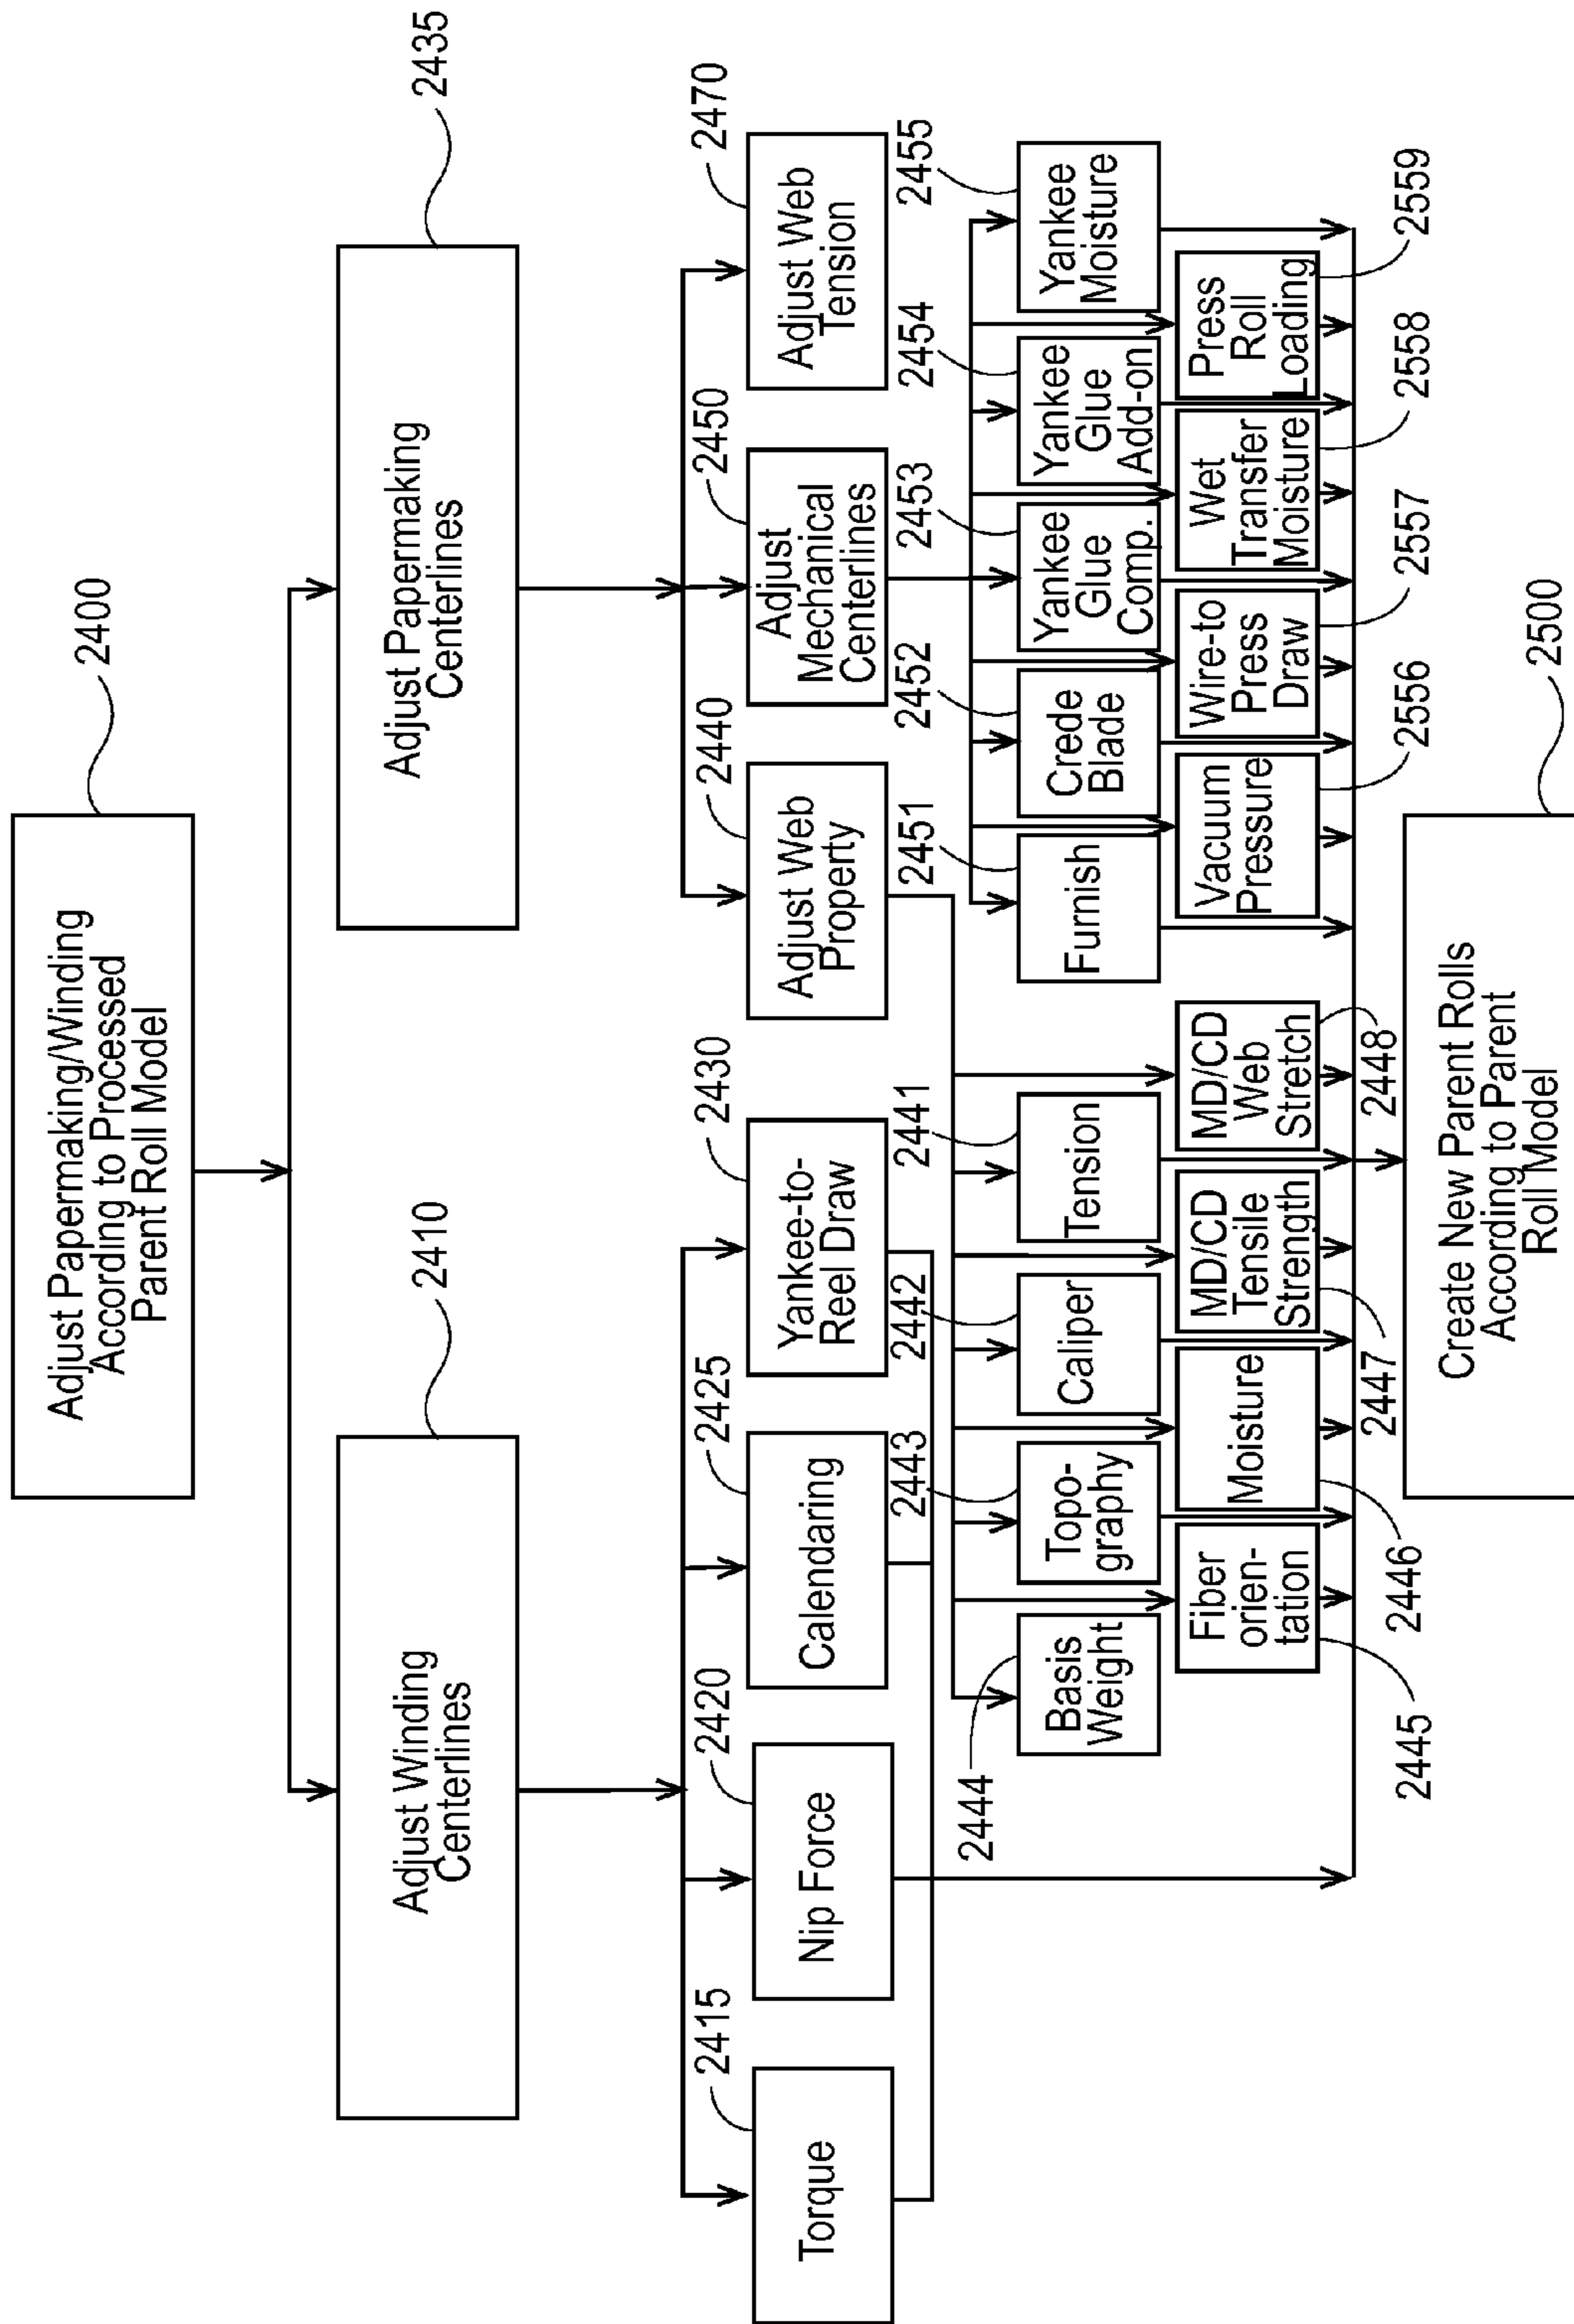 Adjust Papermaking/Winding
According to Processed
Parent Roll Model
2400
Adjust Winding
Centerlines
2410
Adjust Papermaking
Centerlines
2435
Torque
2415
Nip Force
2420
Calendaring
2425
Yankee-to-
Reel Draw
2430
Adjust Web
Property
2440
Adjust
Mechanical
Centerlines
2450
Adjust Web
Tension
2470
Basis
Weight
2444
Topo-
graphy
2443
Caliper
2442
Tension
2441
Furnish
2451
Crede
Blade
2452
Yankee
Glue
Comp.
2453
Yankee
Glue
Add-on
2454
Yankee
Moisture
2455
Fiber
orien-
tation
2445
Moisture
2446
MD/CD
Tensile
Strength
2447
MD/CD
Web
Stretch
2448
Vacuum
Pressure
2556
Wire-to
Press
Draw
2557
Wet
Transfer
Moisture
2558
Press
Roll
Loading
2559
Create New Parent Rolls
According to Parent
Roll Model
2500